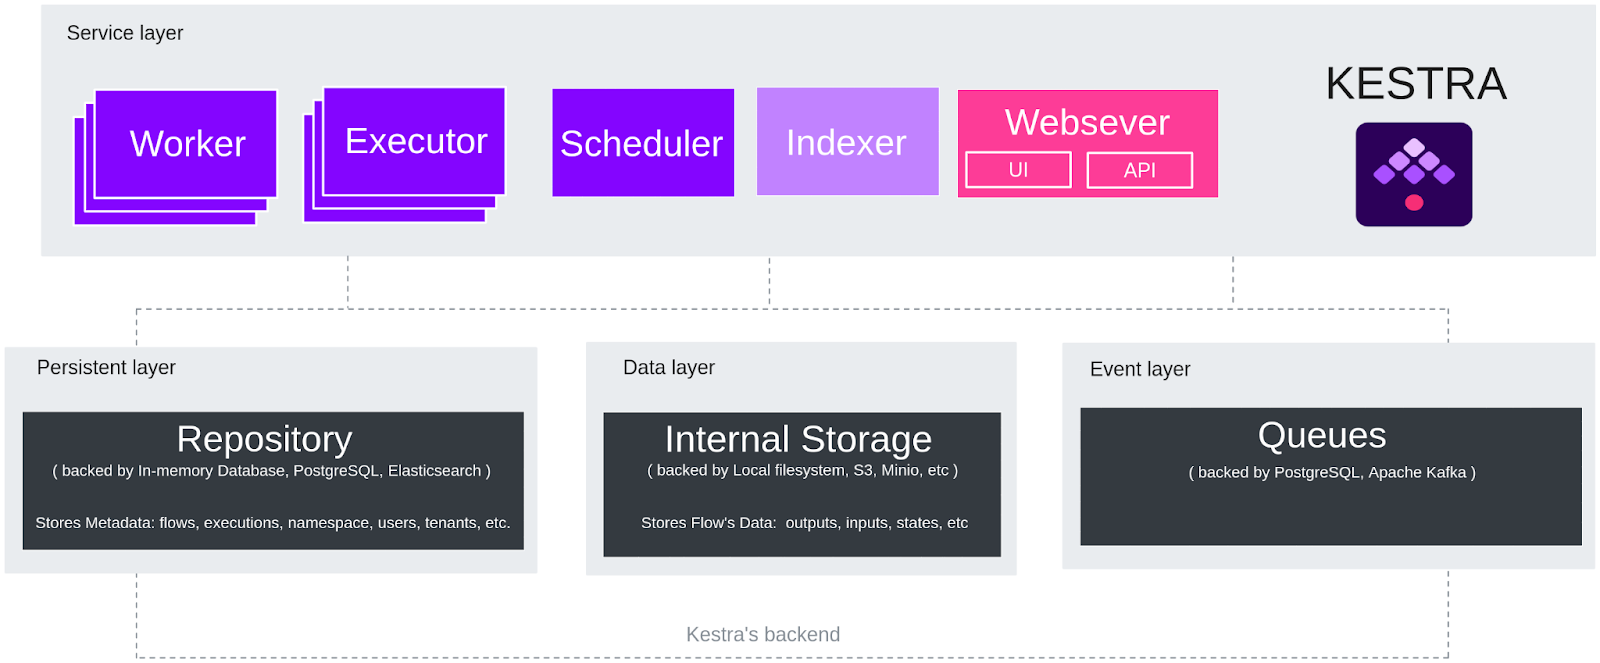 Service layer
KESTRA
Worker
Executor
Scheduler
Indexer
Websever
UI
API
Persistent layer
Repository
( backed by In-memory Database, PostgreSQL, Elasticsearch )
Stores Metadata: flows, executions, namespace, users, tenants, etc.
Data layer
Internal Storage
( backed by Local filesystem, S3, Minio, etc )
Stores Flow's Data:  outputs, inputs, states, etc
Event layer
Queues
( backed by PostgreSQL, Apache Kafka )
Kestra's backend